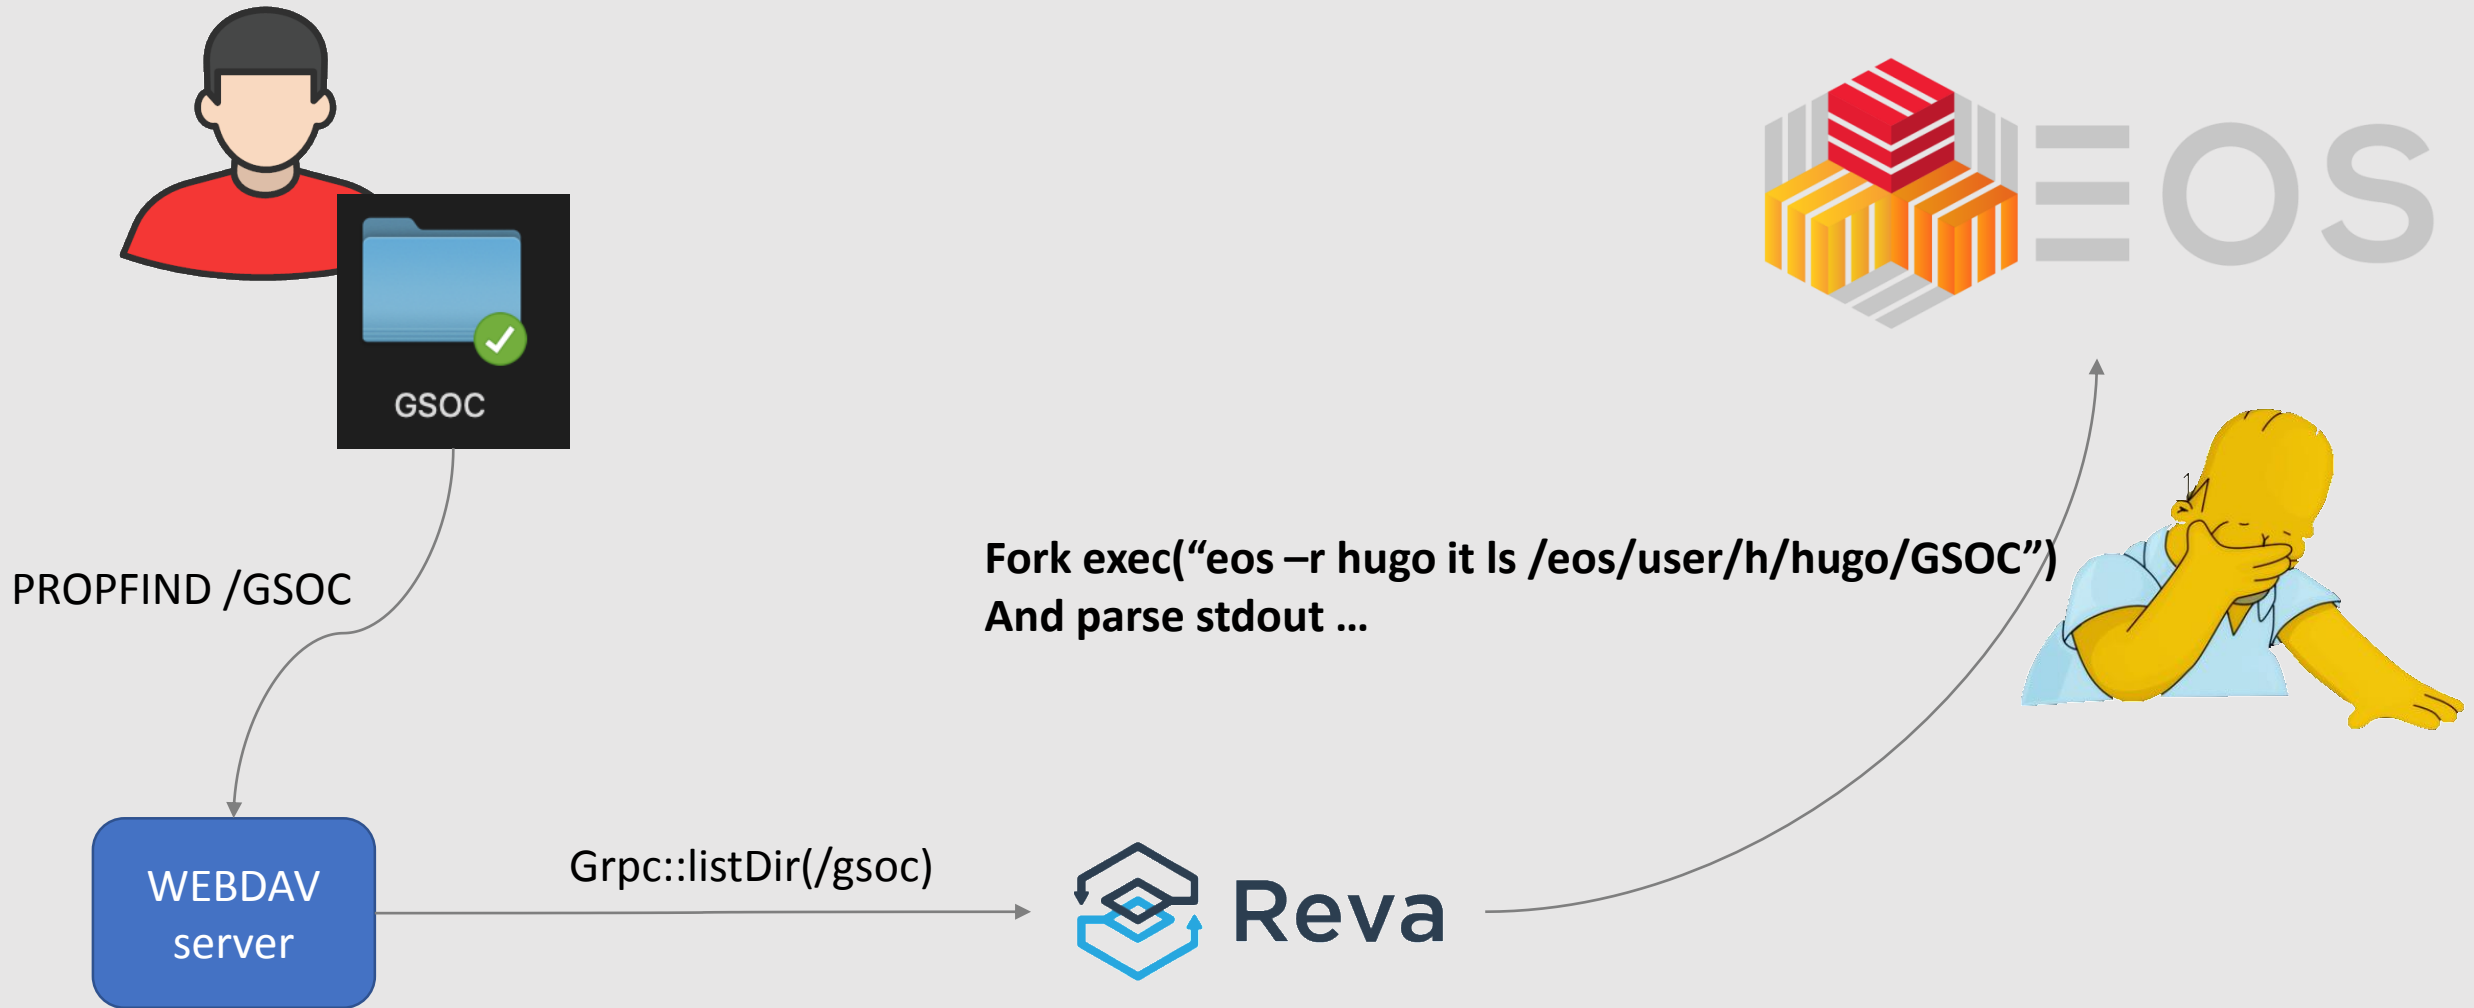 EOS
GSOC
PROPFIND /GSOC
Fork exec(“eos –r hugo it ls /eos/user/h/hugo/GSOC”)
And parse stdout …
WEBDAV
server
Grpc::listDir(/gsoc)
Reva